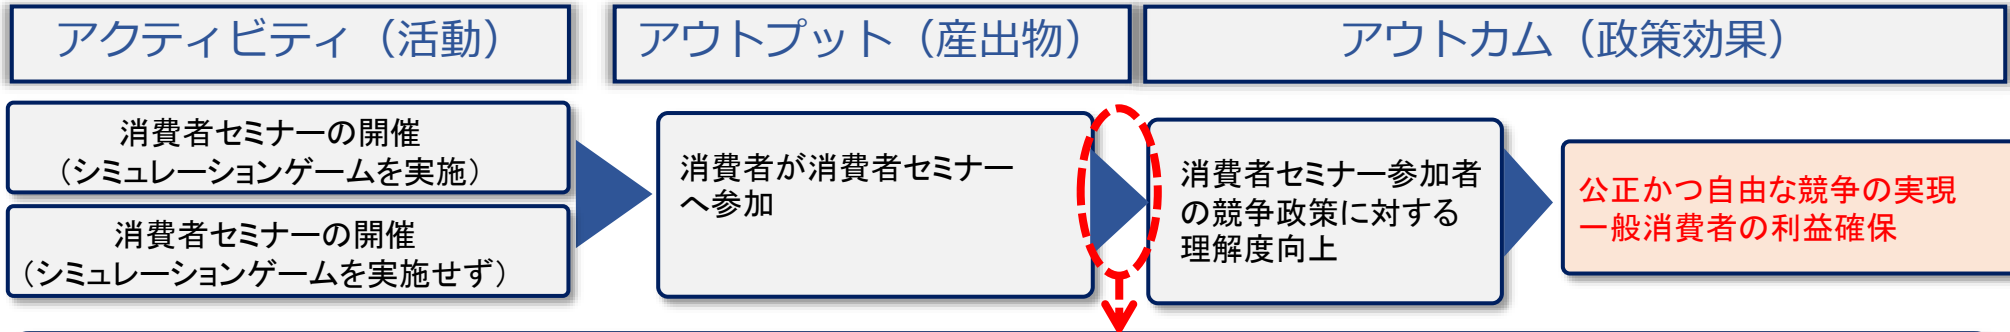 アクティビティ（活動）
アウトプット（産出物）
アウトカム（政策効果）
消費者セミナーの開催
（シミュレーションゲームを実施）
消費者セミナーの開催
（シミュレーションゲームを実施せず）
消費者が消費者セミナー
へ参加
消費者セミナー参加者
の競争政策に対する
理解度向上
公正かつ自由な競争の実現
一般消費者の利益確保